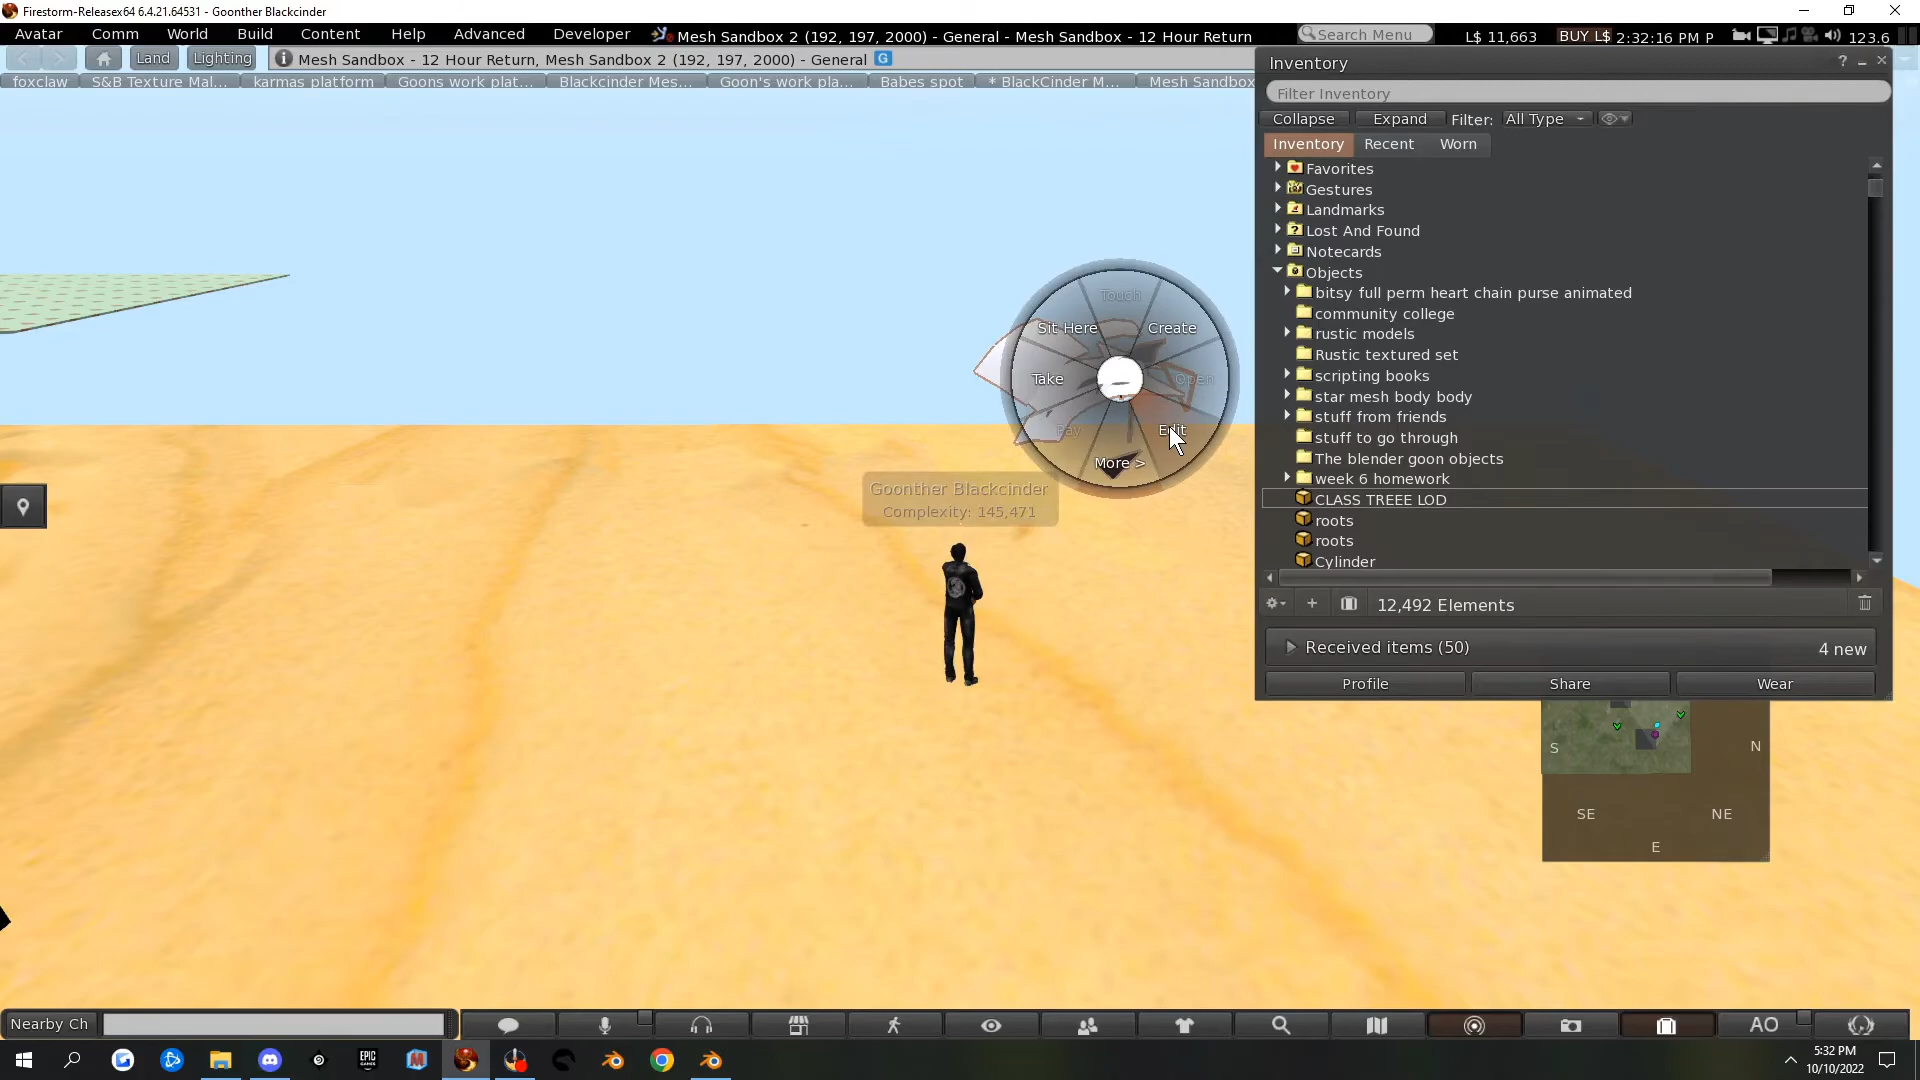 Firestorm-Releasex64 6.4.21.64531 - Goonther Blackcinder
Avatar Comm World Build Content Help Advanced Developer Mesh Sandbox 2 (192, 197, 2000) - General - Mesh Sandbox - 12 Hour Return Search Menu L$ 11,663 BUY L$ 2:32:16 PM P 123.6
Land Lighting Mesh Sandbox - 12 Hour Return, Mesh Sandbox 2 (192, 197, 2000) - General G
foxclaw S&B Texture Mal... karmas platform Goons work plat... Blackcinder Mes... Goon's work pla... Babes spot * BlackCinder M... Mesh Sandbox
Inventory
Filter Inventory
Collapse Expand Filter: All Type
Inventory Recent Worn
Favorites
Gestures
Landmarks
Lost And Found
Notecards
Objects
bitsy full perm heart chain purse animated
community college
rustic models
Rustic textured set
scripting books
star mesh body body
stuff from friends
stuff to go through
The blender goon objects
week 6 homework
CLASS TREEE LOD
roots
roots
Cylinder
12,492 Elements
Received items (50) 4 new
Profile Share Wear
Touch
Sit Here Create
Take Open
Pay Edit
More >
Goonther Blackcinder
Complexity: 145,471
S N
SE NE
E
Nearby Ch AO
EPIC GAMES
5:32 PM
10/10/2022